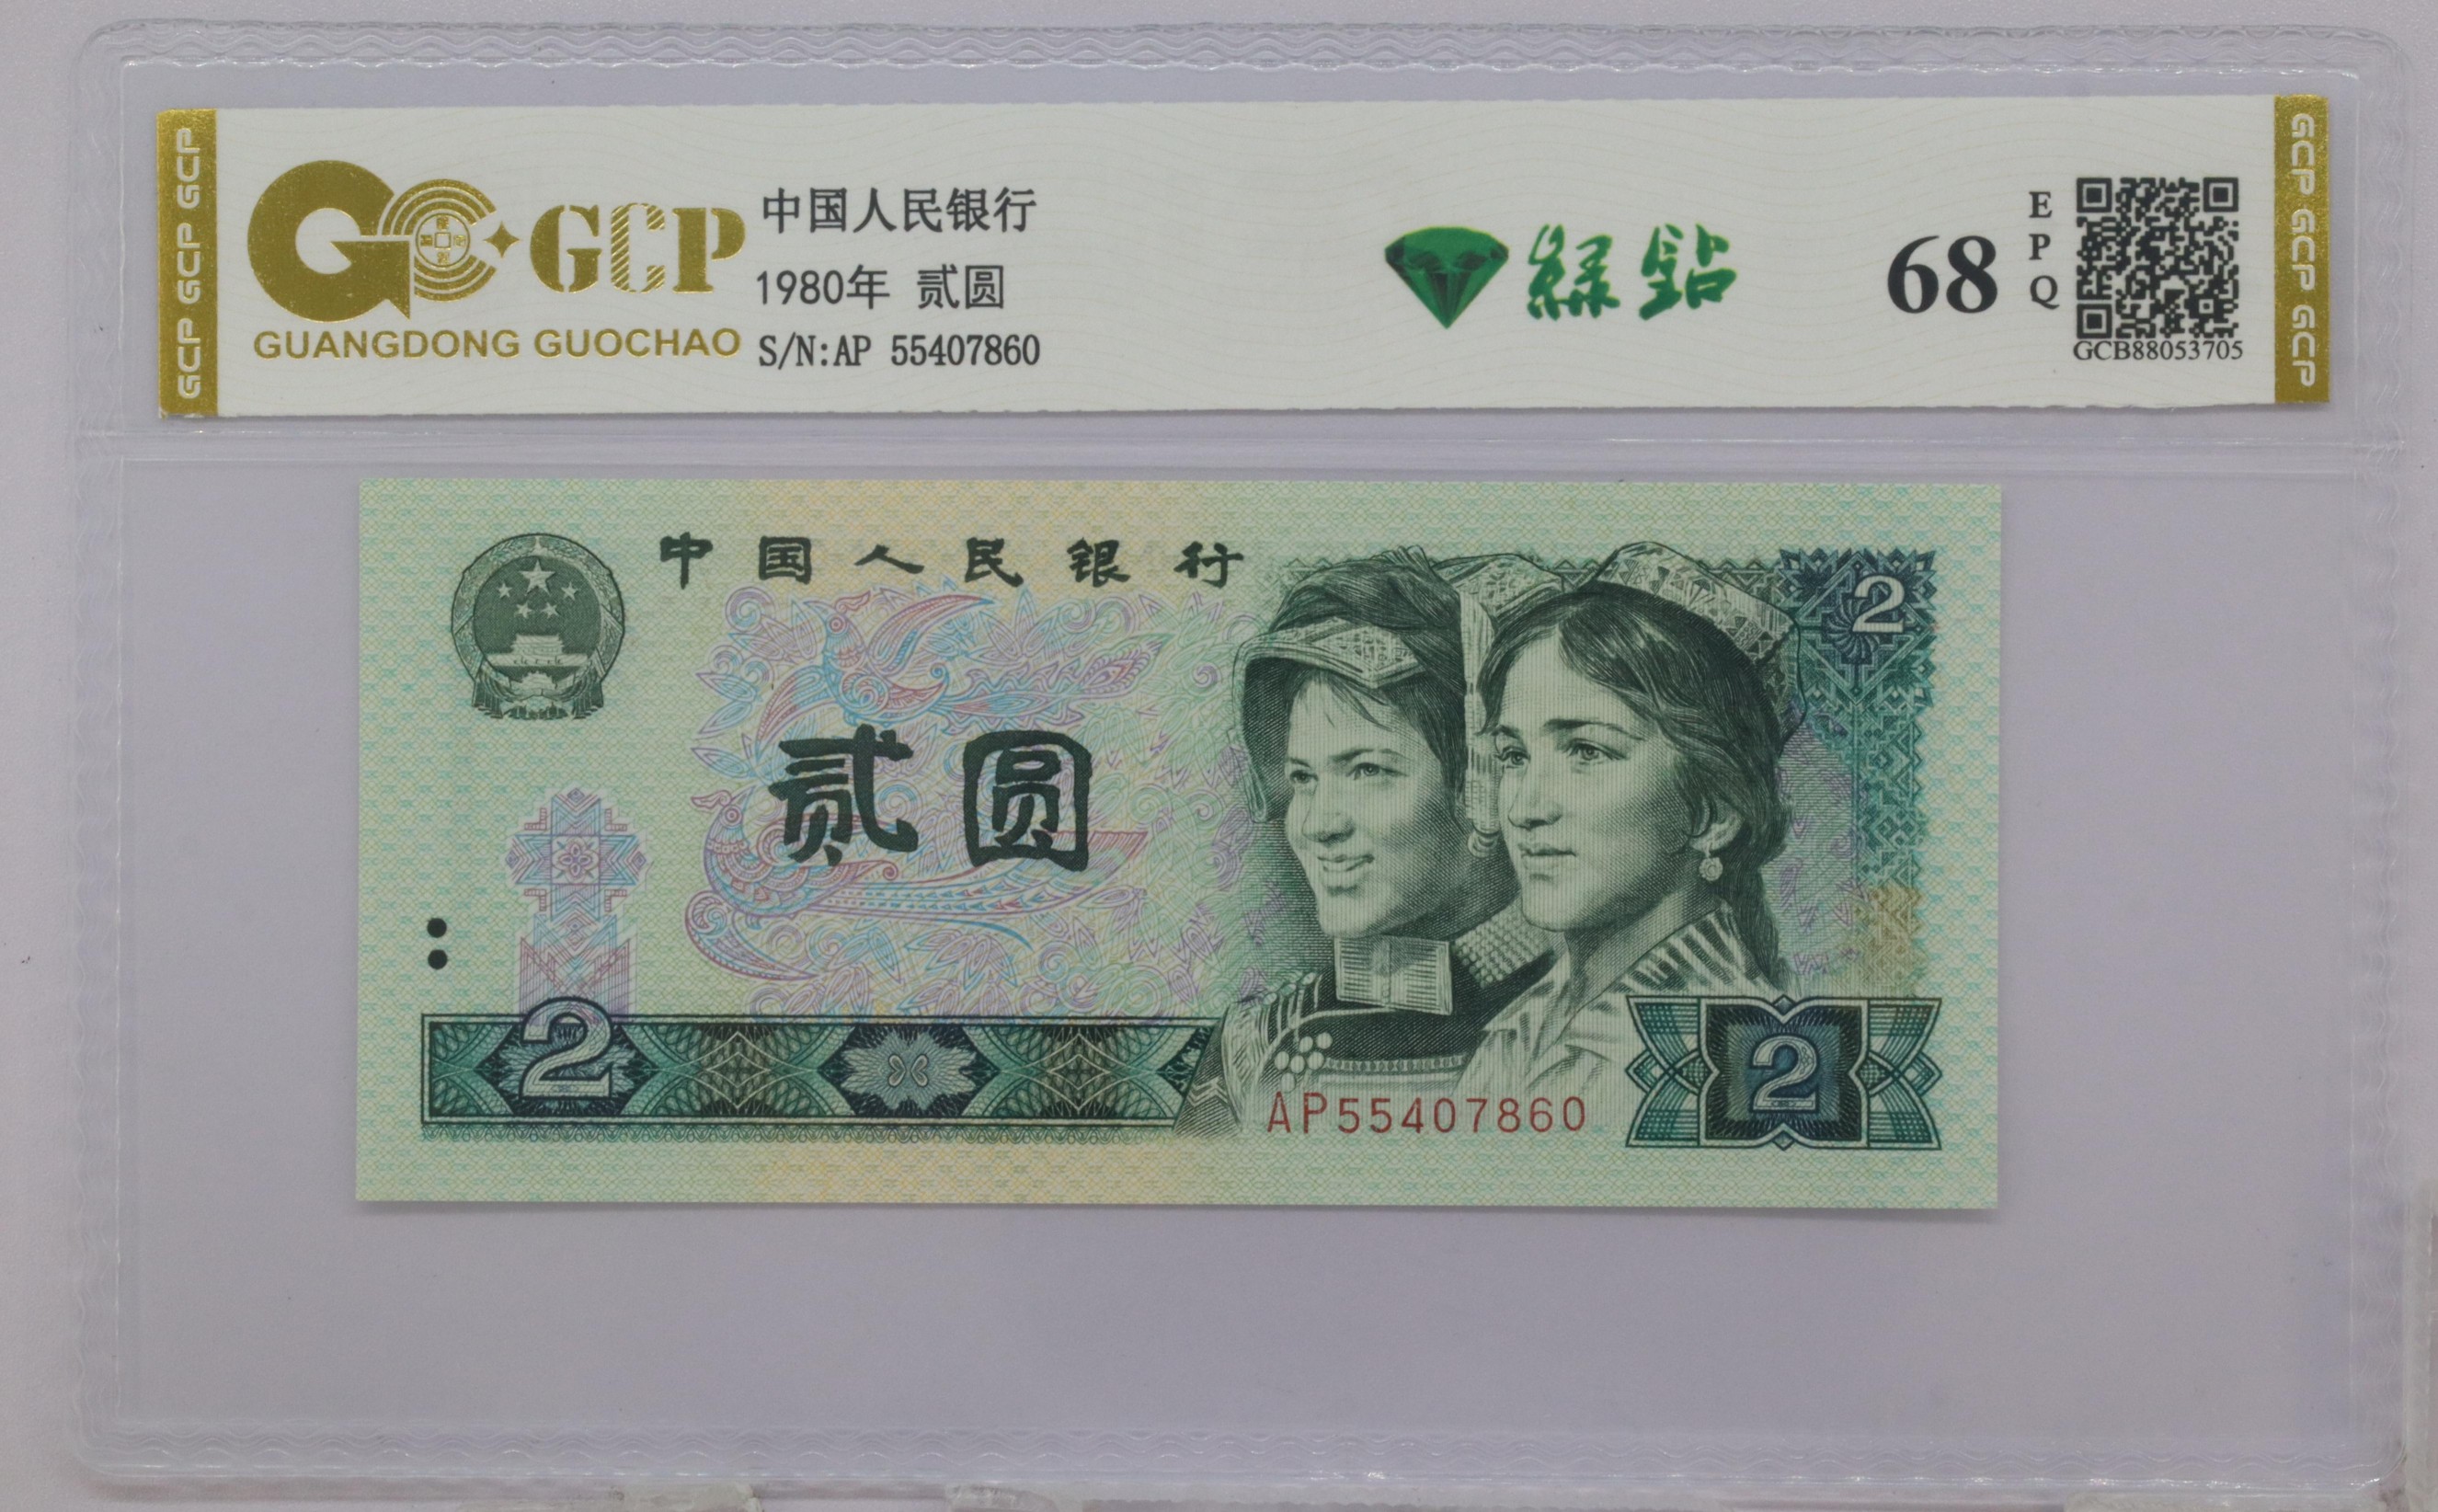 GCP GCP GCP
GCP
GUANGDONG GUOCHAO
中国人民银行
1980年 贰圆
S/N:AP 55407860
綠鉆
68
EPQ
GCB88053705
GCP GCP GCP
中国人民银行
2
贰圆
2
AP55407860
2